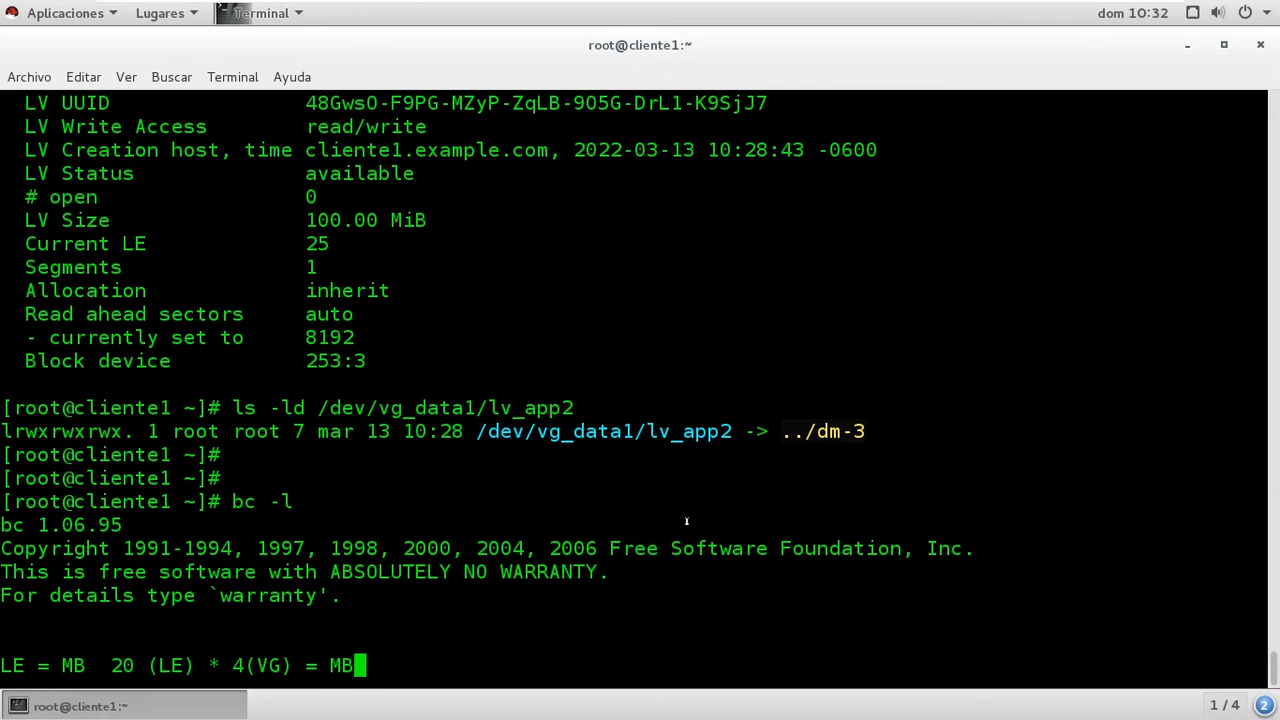 Aplicaciones Lugares Terminal dom 10:32
root@cliente1:~
Archivo Editar Ver Buscar Terminal Ayuda
LV UUID 48GwsO-F9PG-MZyP-ZqLB-9O5G-DrL1-K9SjJ7
LV Write Access read/write
LV Creation host, time cliente1.example.com, 2022-03-13 10:28:43 -0600
LV Status available
# open 0
LV Size 100.00 MiB
Current LE 25
Segments 1
Allocation inherit
Read ahead sectors auto
- currently set to 8192
Block device 253:3
[root@cliente1 ~]# ls -ld /dev/vg_data1/lv_app2
lrwxrwxrwx. 1 root root 7 mar 13 10:28 /dev/vg_data1/lv_app2 -> ../dm-3
[root@cliente1 ~]#
[root@cliente1 ~]#
[root@cliente1 ~]# bc -l
bc 1.06.95
Copyright 1991-1994, 1997, 1998, 2000, 2004, 2006 Free Software Foundation, Inc.
This is free software with ABSOLUTELY NO WARRANTY.
For details type `warranty'.
LE = MB  20 (LE) * 4(VG) = MB
root@cliente1:~ 1 / 4 2